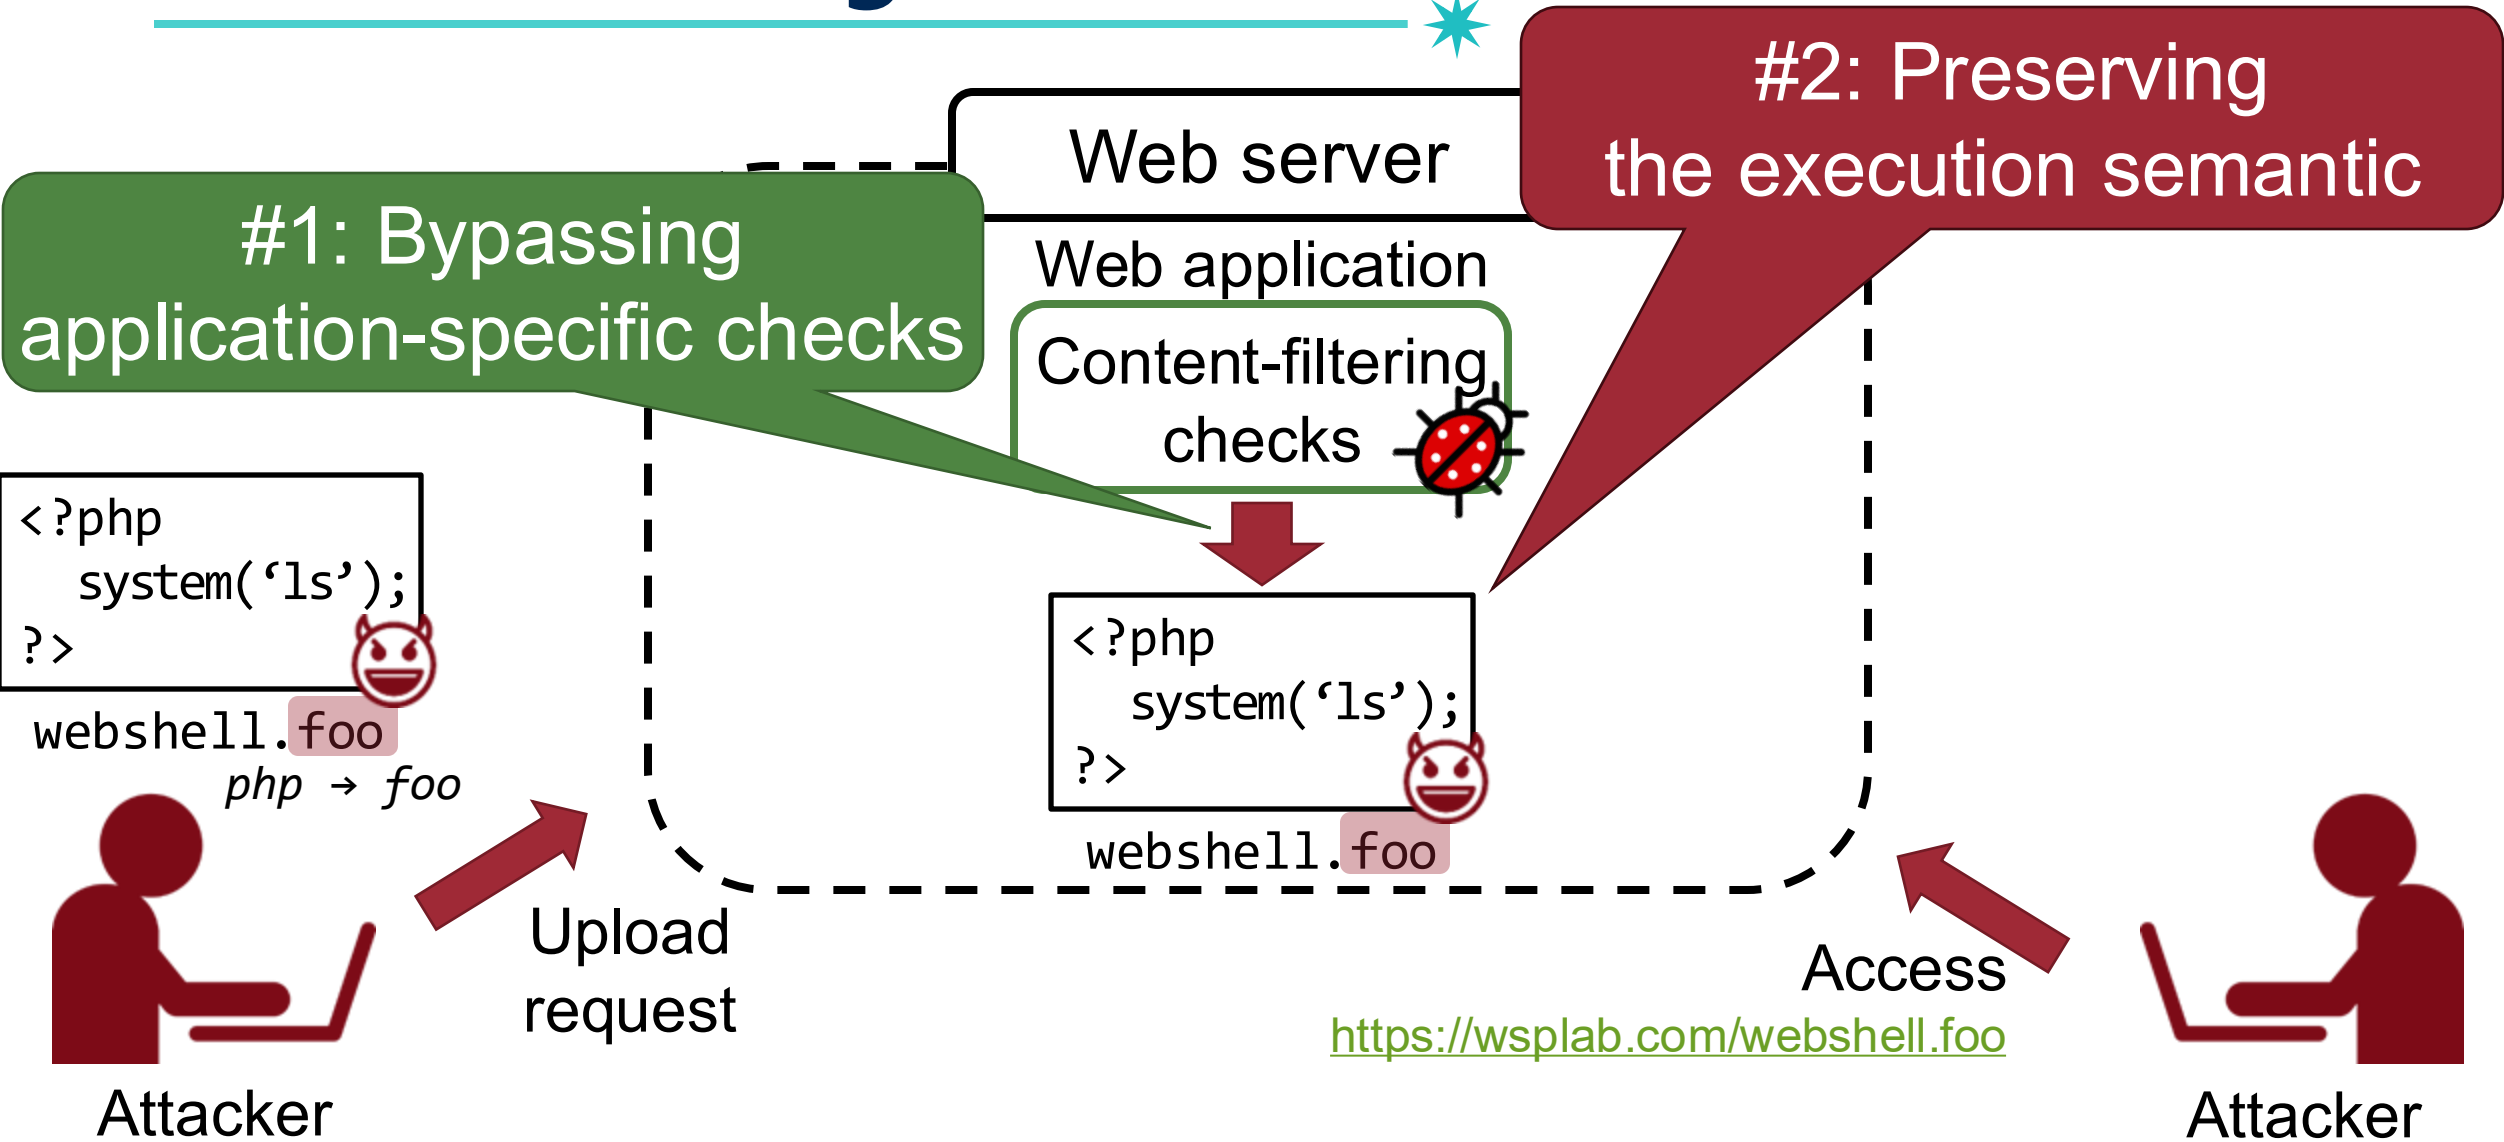 #2: Preserving
the execution semantic
Web server
#1: Bypassing
application-specific checks
Web application
Content-filtering
checks
<?php
system(‘ls’);
?>
webshell.foo
php → foo
<?php
system(‘ls’);
?>
webshell.foo
Upload
request
Access
https://wsplab.com/webshell.foo
Attacker
Attacker